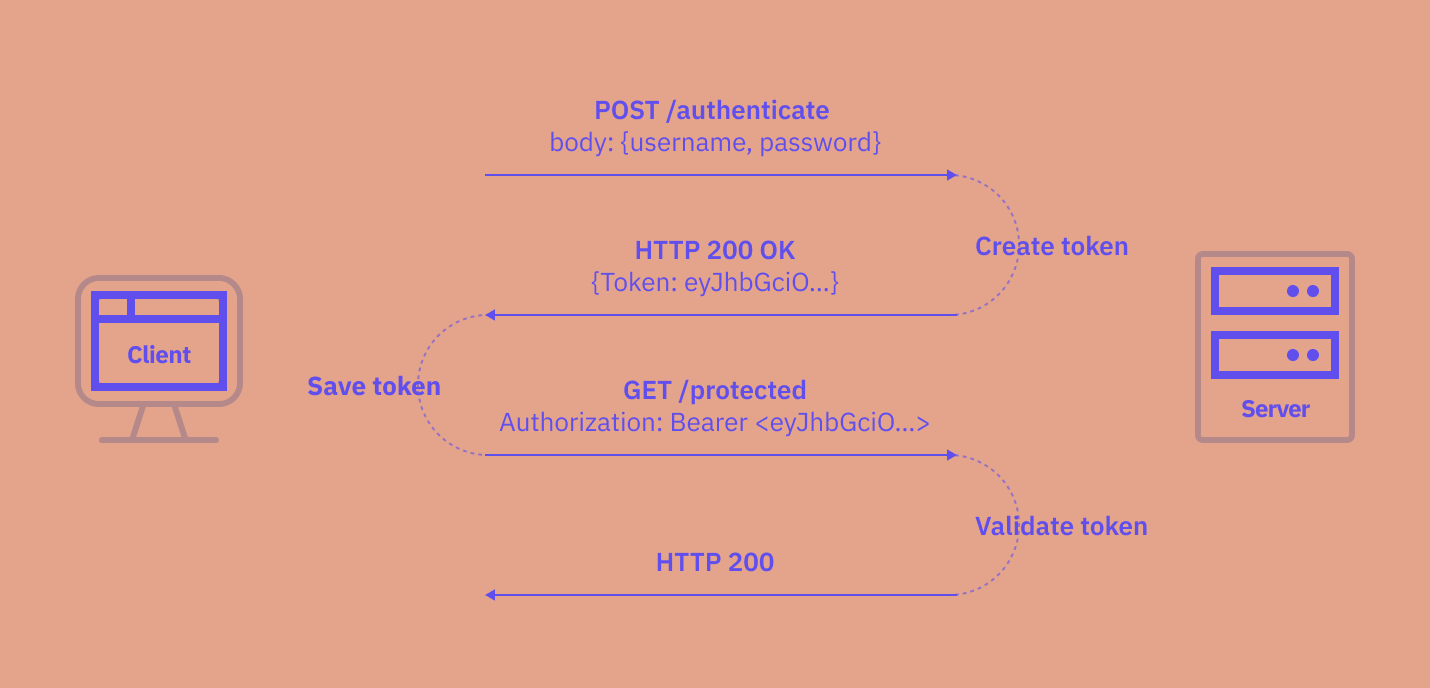 POST /authenticate
body: {username, password}
Create token
HTTP 200 OK
{Token: eyJhbGciO...}
Client
Save token
GET /protected
Authorization: Bearer <eyJhbGciO...>
Server
Validate token
HTTP 200